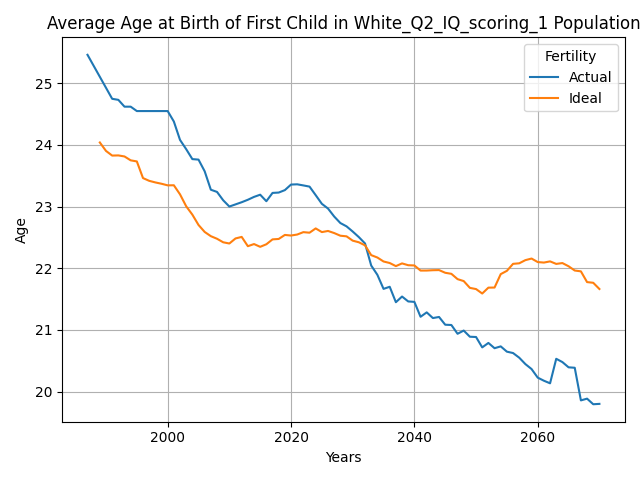 Average Age at Birth of First Child in White_Q2_IQ_scoring_1 Population
Fertility
Actual
Ideal
Age
25
24
23
22
21
20
2000
2020
2040
2060
Years